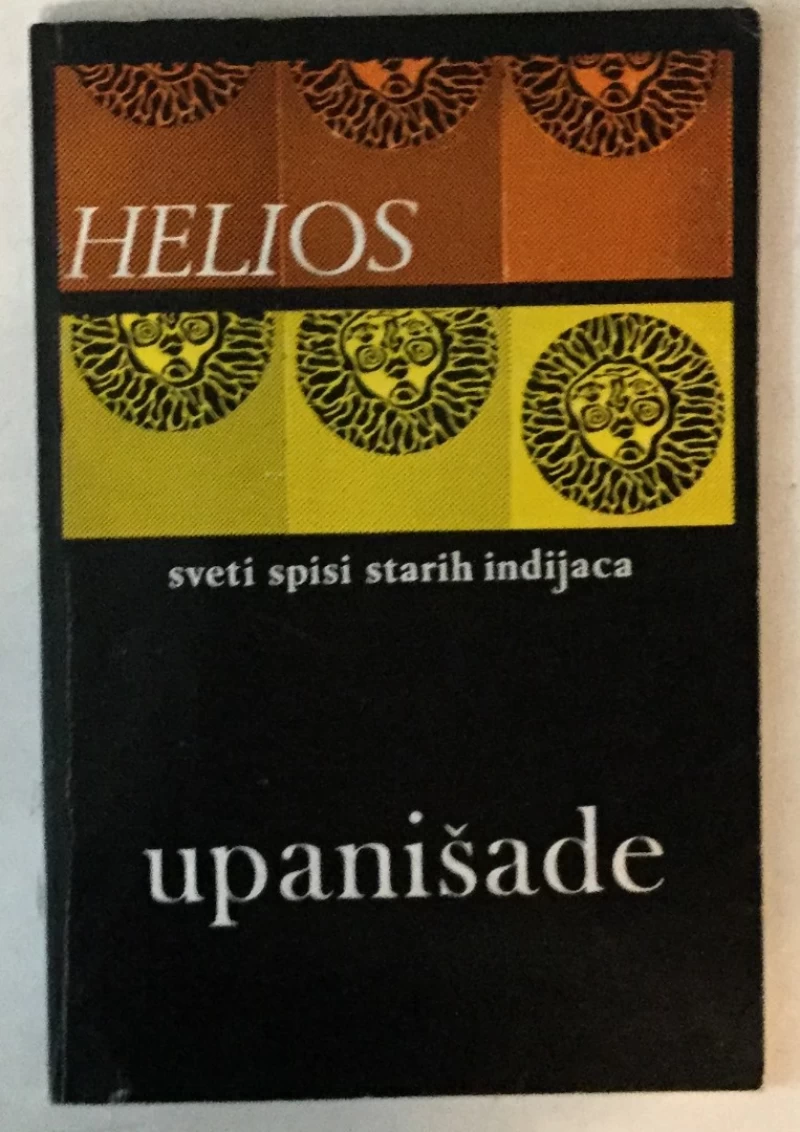 HELIOS
sveti spisi starih indijaca
upanišade